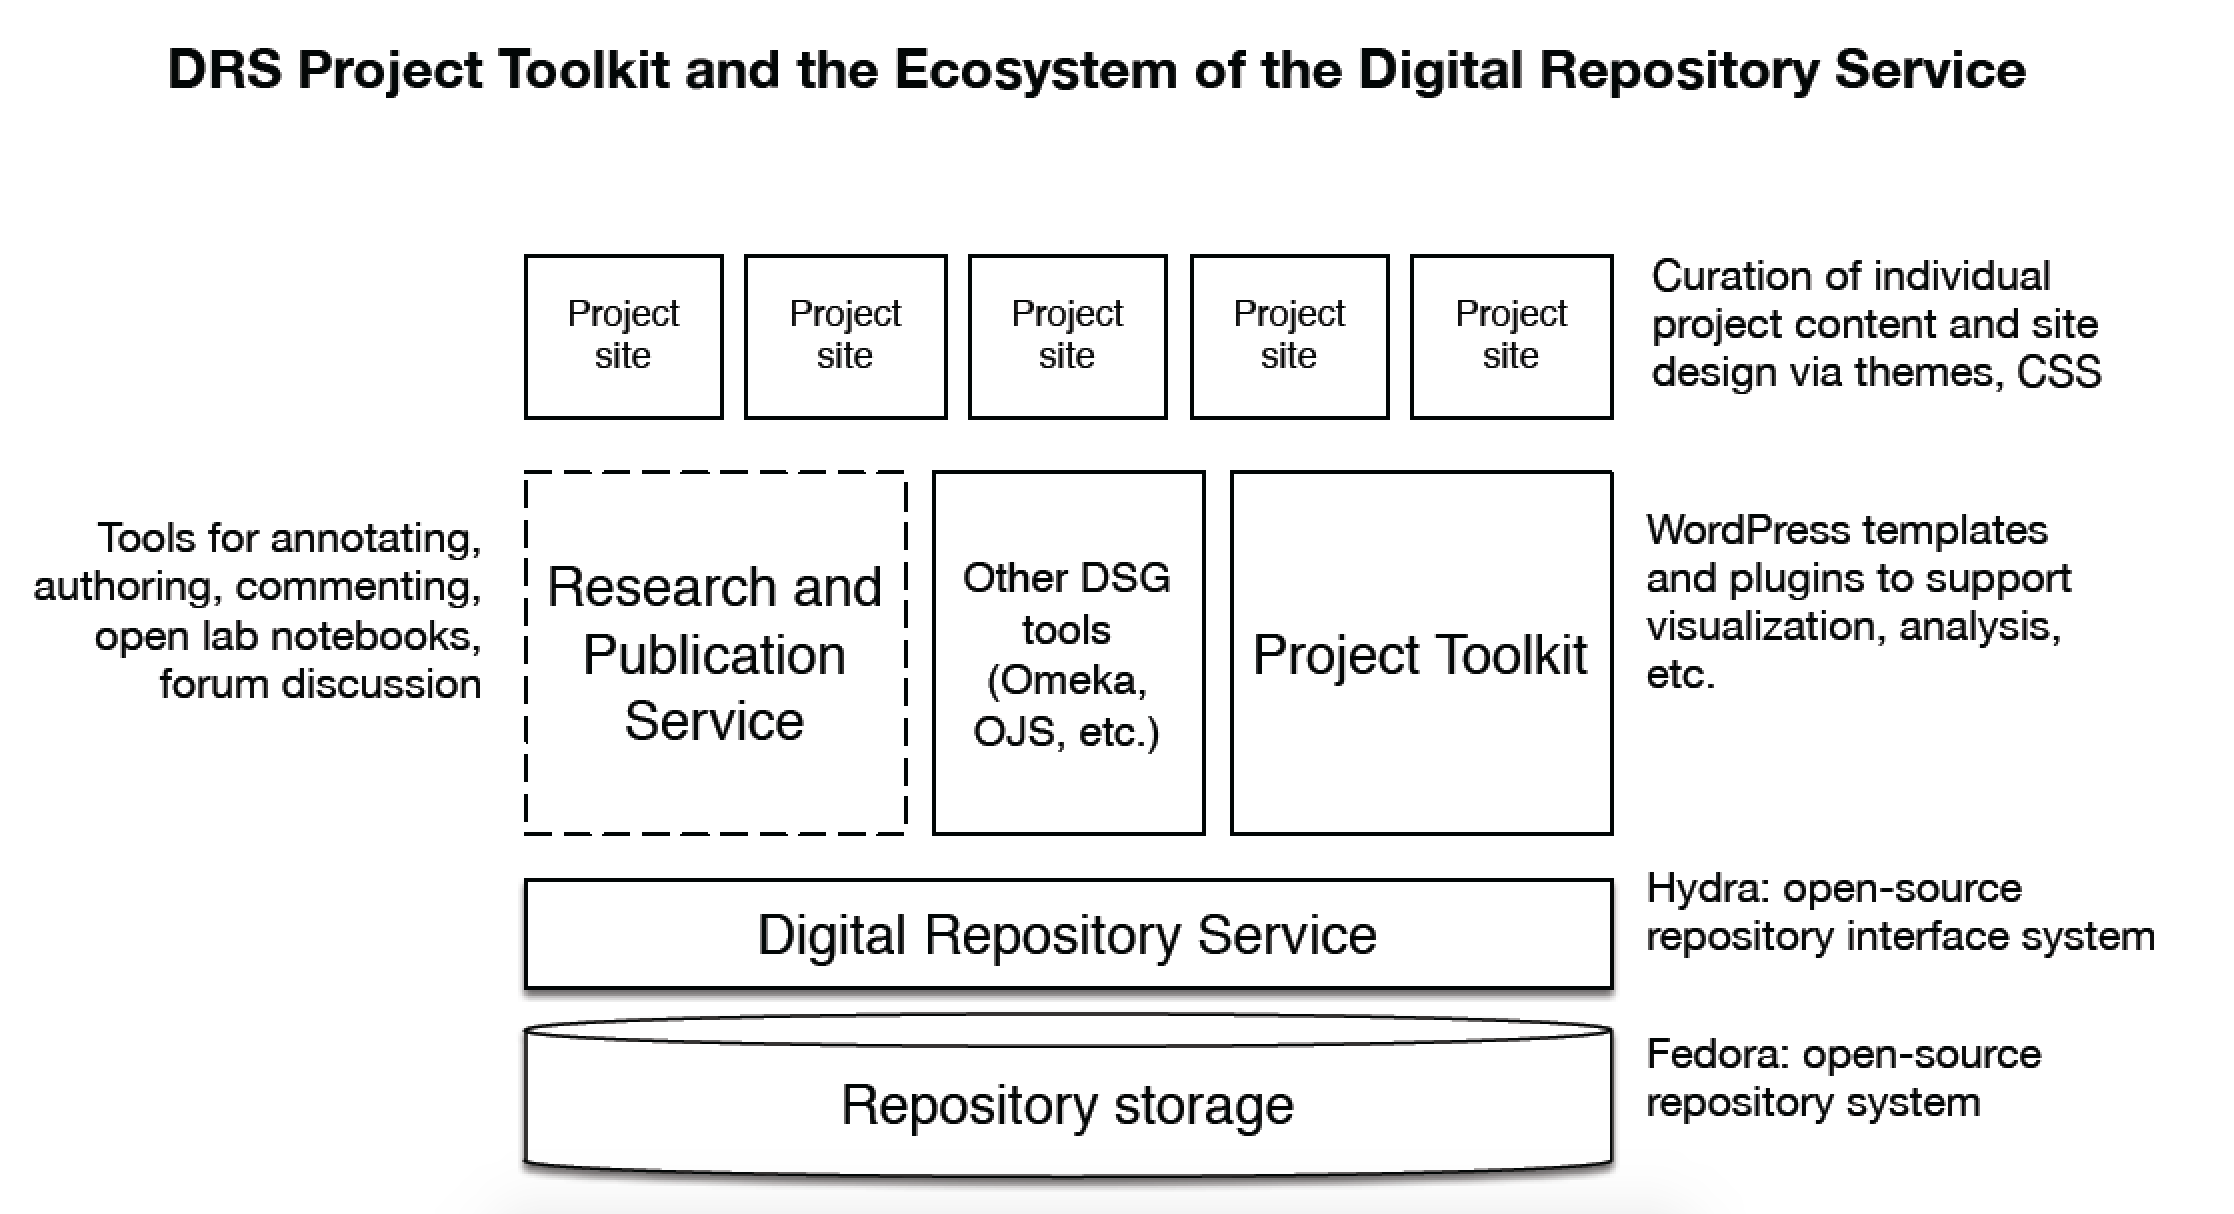 DRS Project Toolkit and the Ecosystem of the Digital Repository Service
Project
site
Project
site
Project
site
Project
site
Project
site
Curation of individual
project content and site
design via themes, CSS
Tools for annotating,
authoring, commenting,
open lab notebooks,
forum discussion
Research and
Publication
Service
Other DSG
tools
(Omeka,
OJS, etc.)
Project Toolkit
WordPress templates
and plugins to support
visualization, analysis,
etc.
Digital Repository Service
Hydra: open-source
repository interface system
Repository storage
Fedora: open-source
repository system